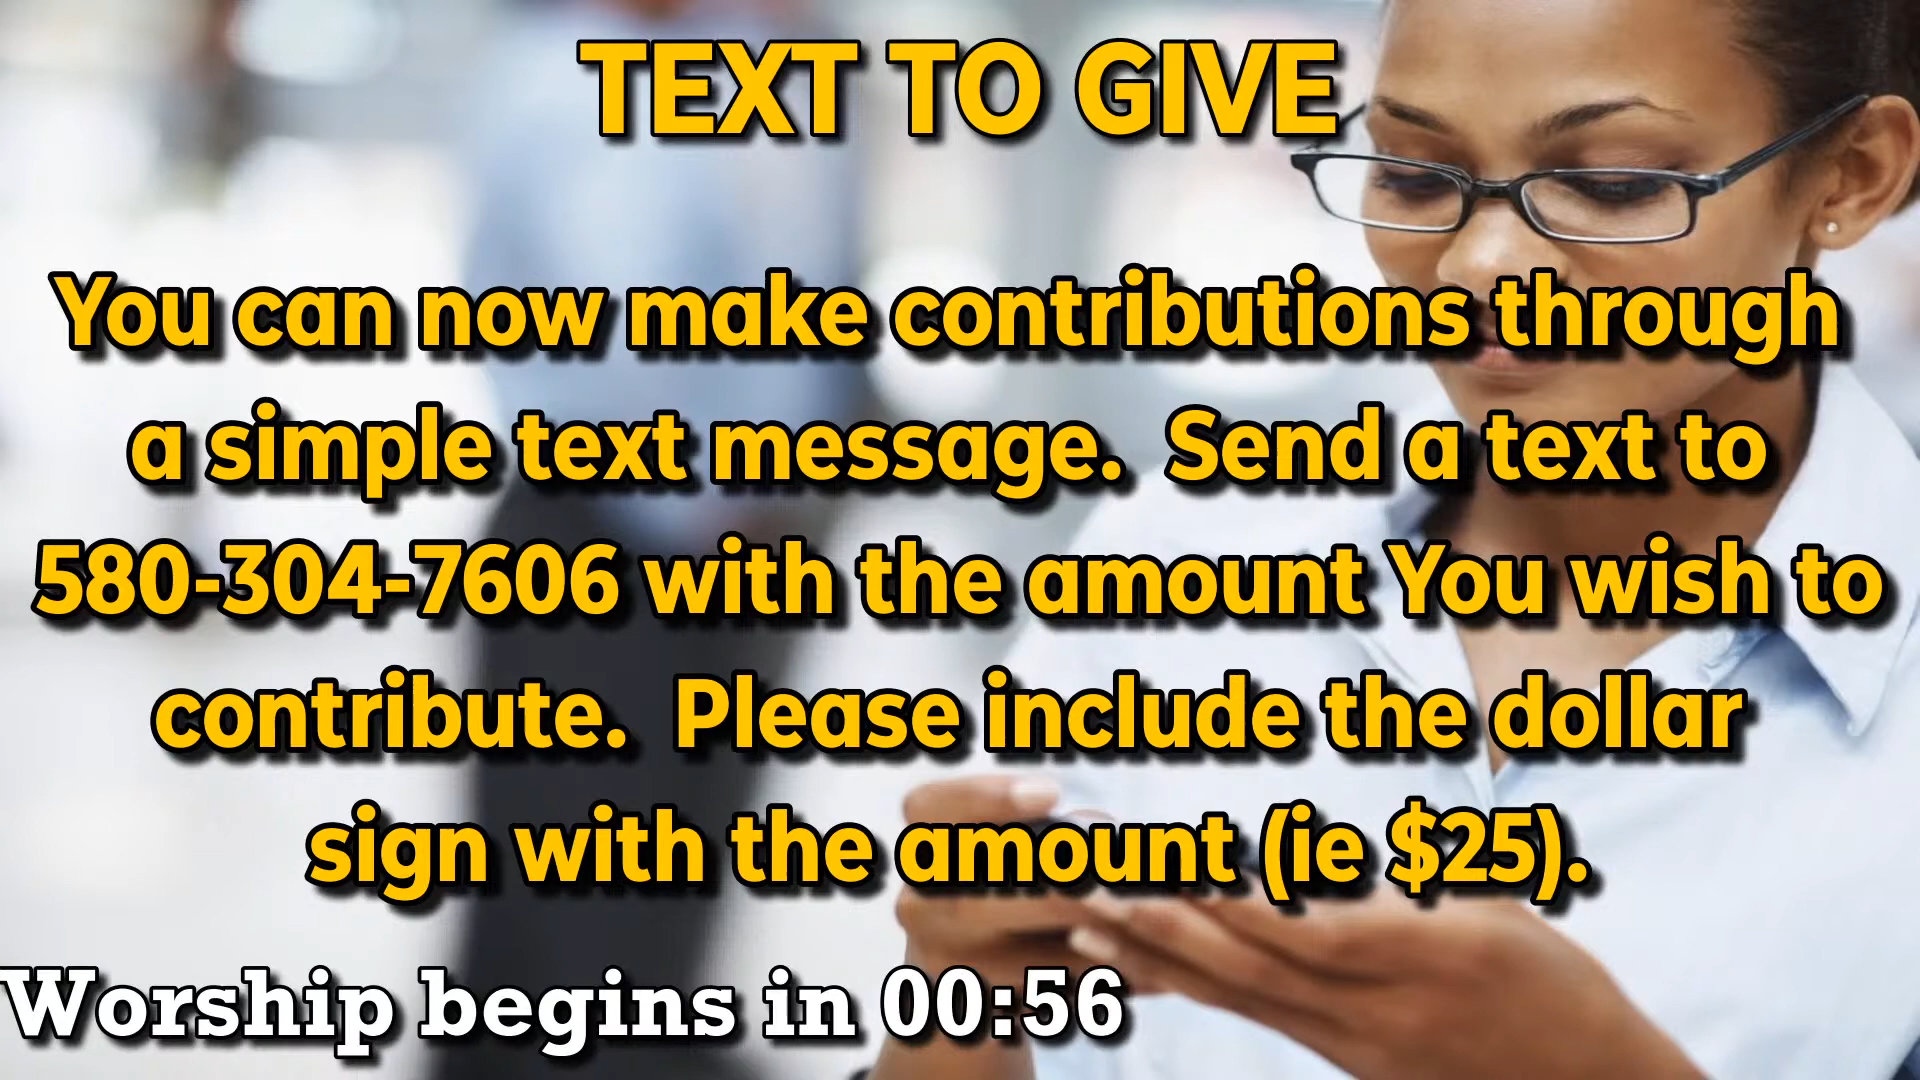 TEXT TO GIVE
You can now make contributions through
a simple text message.  Send a text to
580-304-7606 with the amount You wish to
contribute.  Please include the dollar
sign with the amount (ie $25).
Worship begins in 00:56